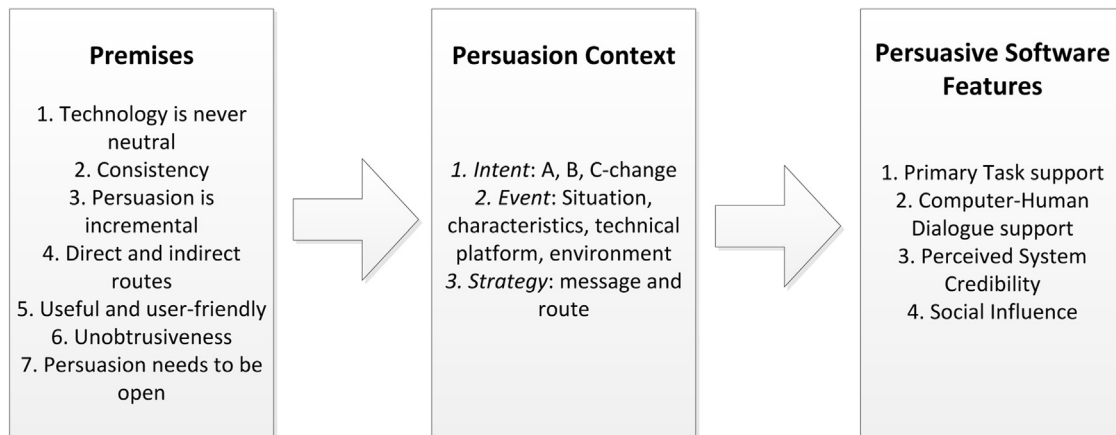 Premises
1. Technology is never
neutral
2. Consistency
3. Persuasion is
incremental
4. Direct and indirect
routes
5. Useful and user-friendly
6. Unobtrusiveness
7. Persuasion needs to be
open
Persuasion Context
1. Intent: A, B, C-change
2. Event: Situation,
characteristics, technical
platform, environment
3. Strategy: message and
route
Persuasive Software
Features
1. Primary Task support
2. Computer-Human
Dialogue support
3. Perceived System
Credibility
4. Social Influence